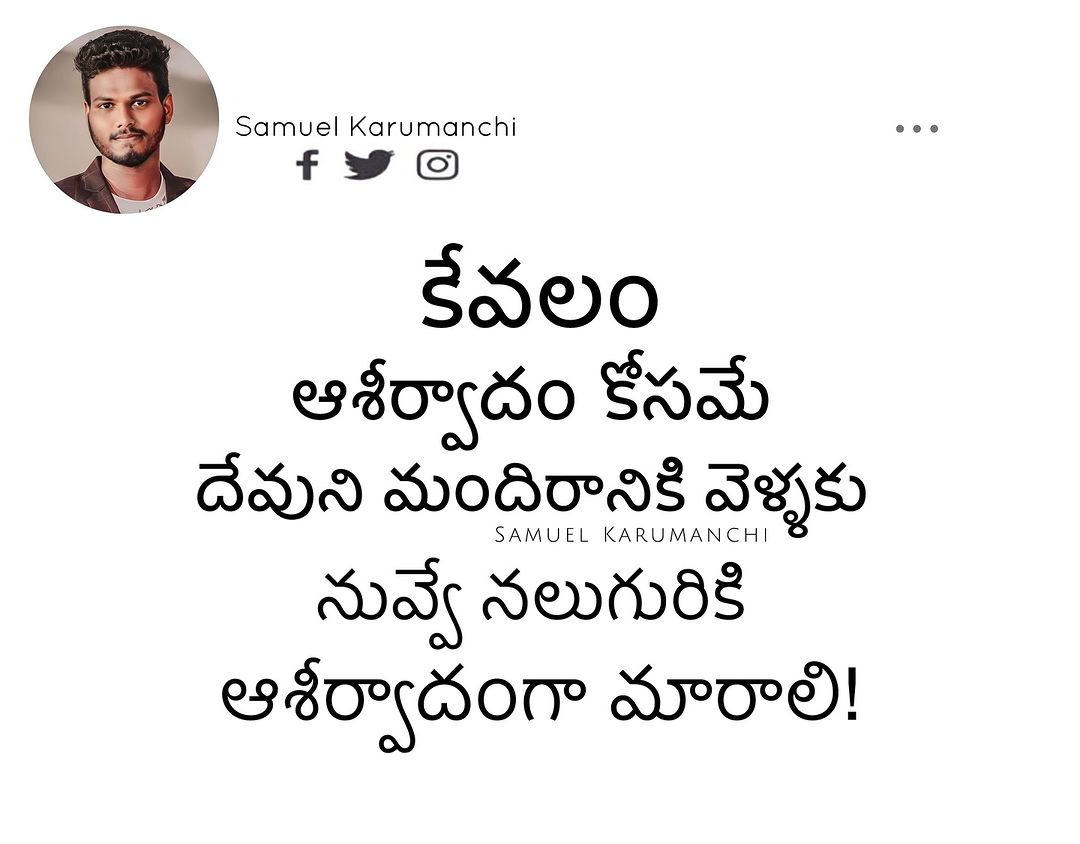 Samuel Karumanchi
కేవలం
ఆశీర్వాదం కోసమే
దేవుని మందిరానికి వెళ్ళకు
SAMUEL KARUMANCHI
నువ్వే నలుగురికి
ఆశీర్వాదంగా మారాలి!